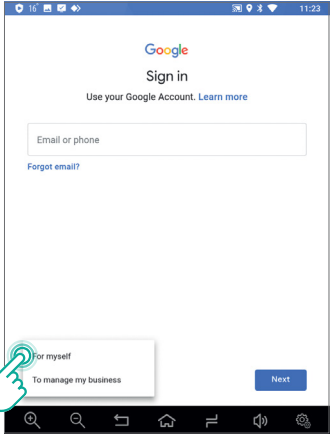 16°
11:23
Google
Sign in
Use your Google Account. Learn more
Email or phone
Forgot email?
For myself
To manage my business
Next